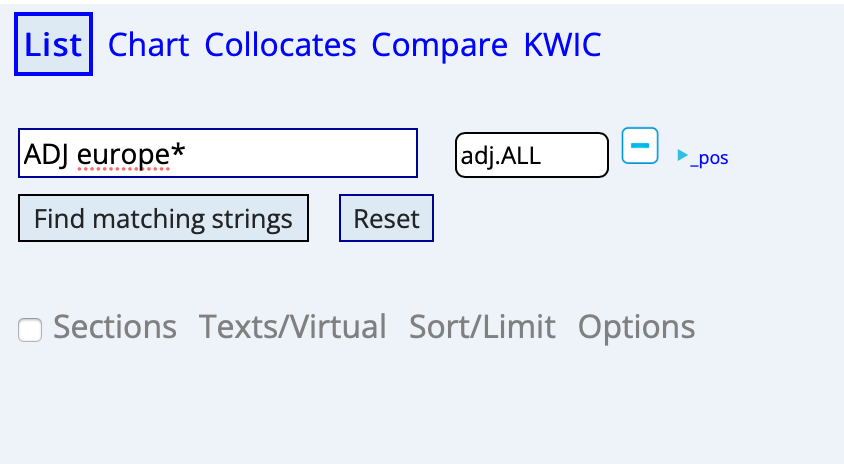 List Chart Collocates Compare KWIC
ADJ europe* adj.ALL _pos
Find matching strings Reset
Sections Texts/Virtual Sort/Limit Options